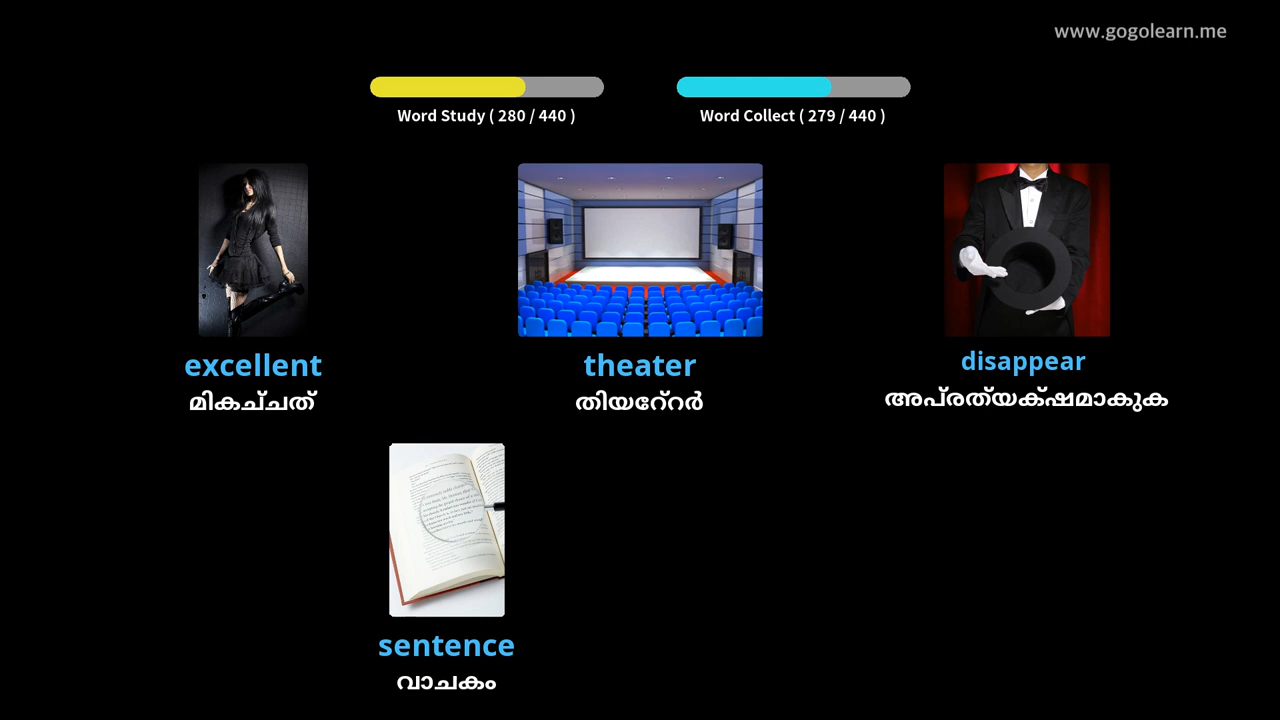 www.gogolearn.me
Word Study ( 280 / 440 )
Word Collect ( 279 / 440 )
excellent
മികച്ചത്
theater
തിയറ്റേർ
disappear
അപ്രത്യക്ഷമാകുക
sentence
വാചകം